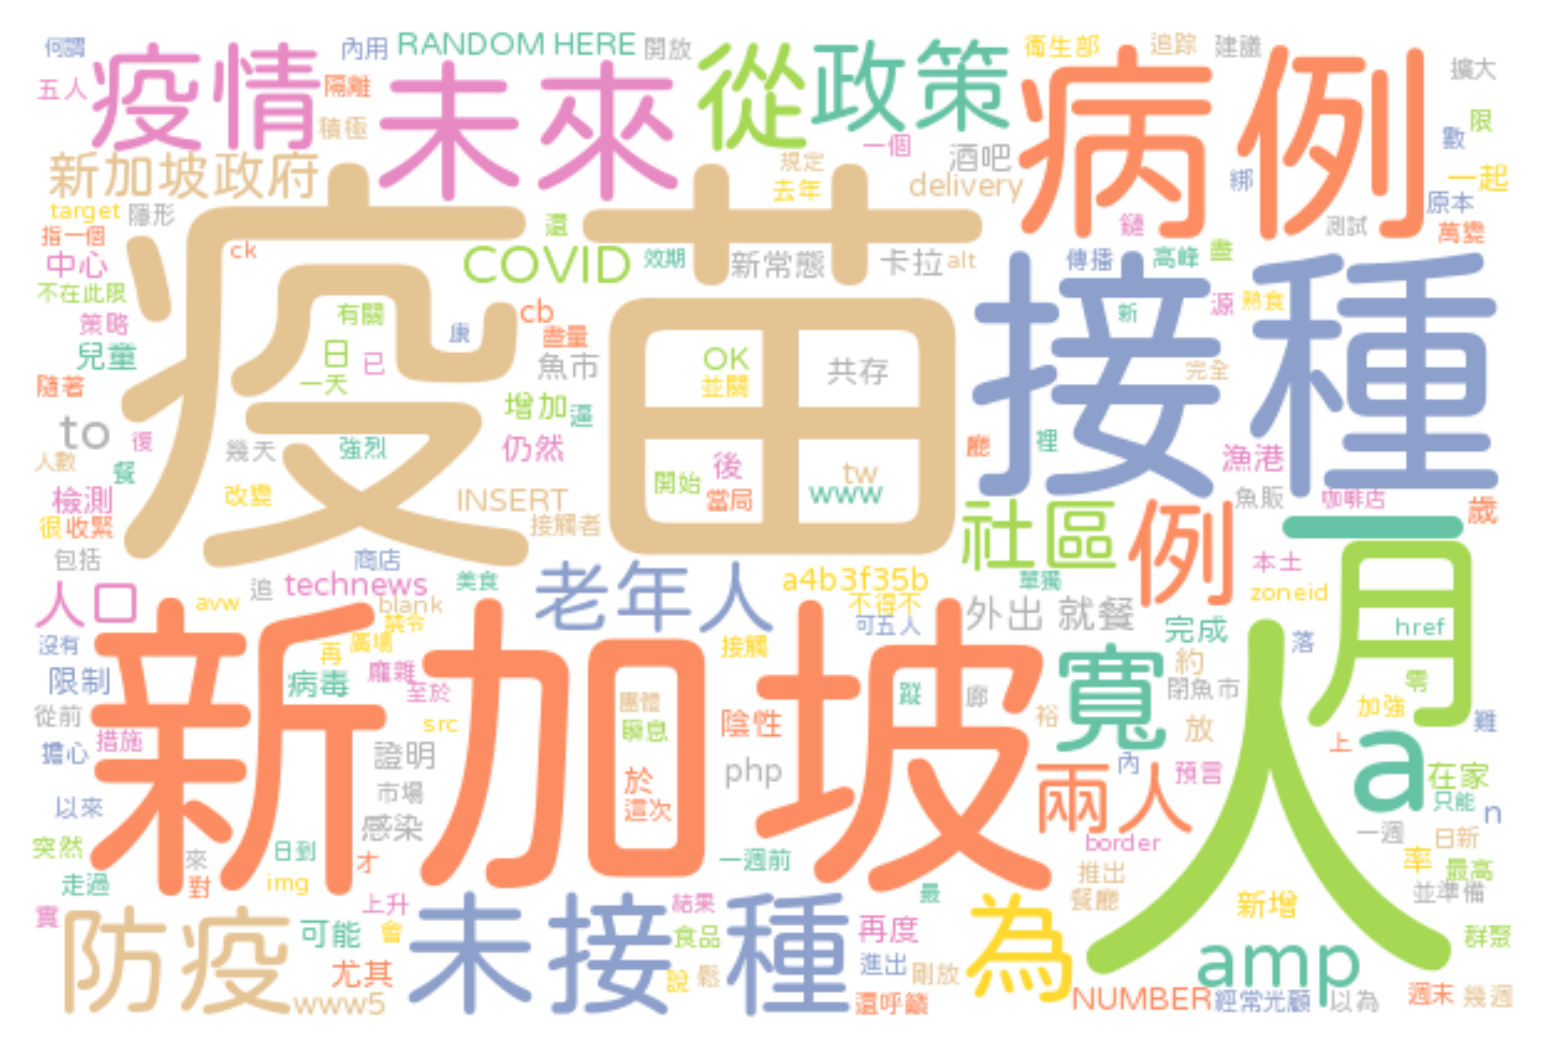 何謂 疫情 內用 RANDOM HERE 開放 從 政策 衛生部 追踪 建議 病例 擴大
五人 隔離 未來 積極 一個 酒吧 限 數
新加坡政府 規定 去年 delivery 綁 一起 原本
target 隱形 還 鏈 測試 萬變
指一個 ck COVID 效期 新常態 卡拉 alt 傳播 高峰 盡
中心 不在此限 疫苗 接種
策略 有關 cb 康 盡量 新 源 熟食
兒童 日 已 魚市 OK 共存 完全
隨著 一天 並關 增加 逼
to 復 幾天 強烈 仍然 廳 裡 漁港
人數 餐 開始 後 tw
檢測 改變 INSERT 當局 www 魚販 咖啡店 歲
很 收緊 接觸者 社區 例 一
包括 商店 本土 月
人口 追 technews 美食 老年人 a4b3f35b 單獨 zoneid
avw blank 禁令 不得不 可五人 外出 就餐 完成 href
沒有 再 廣場 接觸 寬 約 落
限制 新加坡 病毒 龐雜 至於 團體 蹤 廊 閉魚市 零
從前 src 瞬息 陰性 裕 放 加強 難 人
擔心 措施 證明 php 內 預言 上 a 在家
以來 市場 於 這次 兩人 只能 n
突然 感染 border 一週 日新
來 日到 才 一週前 推出 率 最高
走過 對 img 最 餐廳 並準備
實 防疫 上升 未接種 結果 再度 為 新增
可能 會 食品 進出 amp 群聚
尤其 說 鬆 剛放
www5 還呼籲 NUMBER 經常光顧 以為 週末 幾週